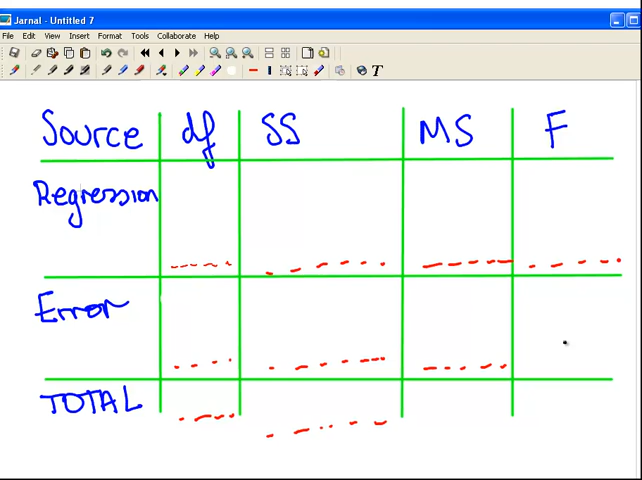 Jarnal - Untitled 7
File Edit View Insert Format Tools Collaborate Help
T
Source df SS MS F
Regression
Error
TOTAL